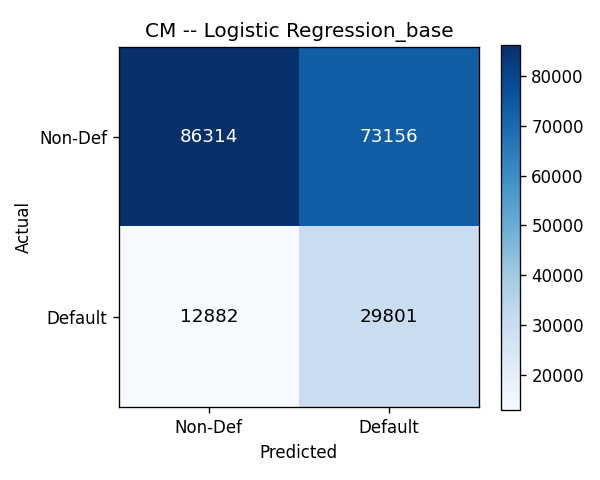 CM -- Logistic Regression_base
Non-Def
86314
73156
80000
70000
60000
50000
40000
30000
20000
Actual
Default
12882
29801
Non-Def
Default
Predicted